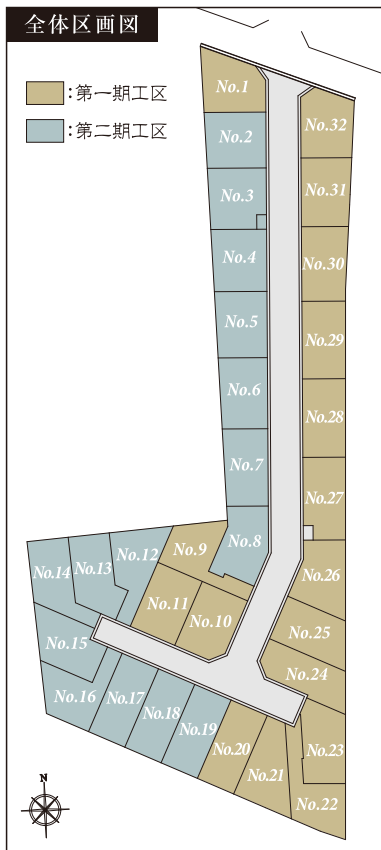 全体区画図
:第一期工区
:第二期工区
No.1
No.32
No.2
No.31
No.3
No.30
No.4
No.29
No.5
No.28
No.6
No.27
No.7
No.8
No.26
No.9
No.12
No.13
No.14
No.11
No.10
No.25
No.15
No.24
No.16
No.17
No.18
No.19
No.20
No.23
No.21
No.22
N